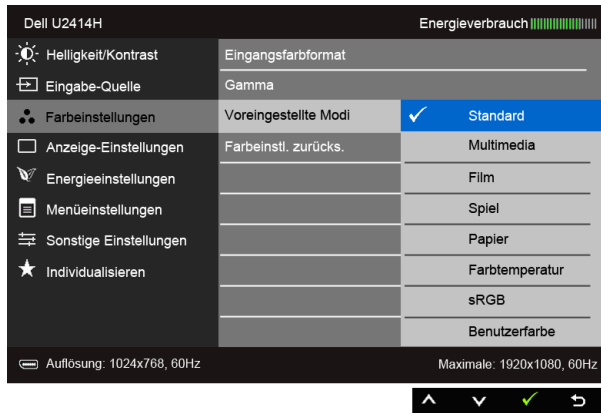 Dell U2414H Energieverbrauch
Helligkeit/Kontrast Eingangsfarbformat
Eingabe-Quelle Gamma
Farbeinstellungen Voreingestellte Modi Standard
Anzeige-Einstellungen Farbeinstl. zurücks. Multimedia
Energieeinstellungen Film
Menüeinstellungen Spiel
Sonstige Einstellungen Papier
Individualisieren Farbtemperatur
sRGB
Benutzerfarbe
Auflösung: 1024x768, 60Hz Maximale: 1920x1080, 60Hz